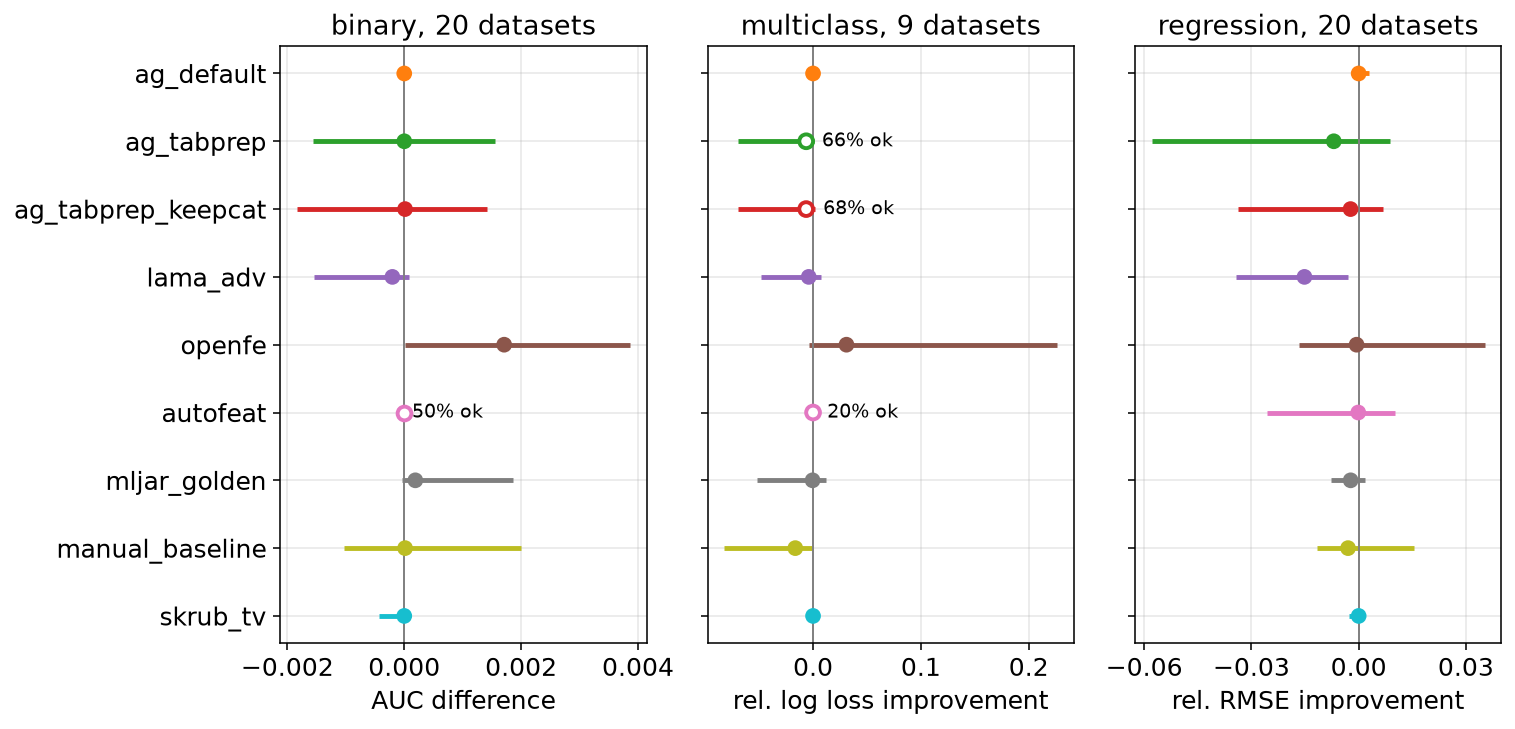 binary, 20 datasets
multiclass, 9 datasets
regression, 20 datasets
ag_default
ag_tabprep
66% ok
ag_tabprep_keepcat
68% ok
lama_adv
openfe
autofeat
50% ok
20% ok
mljar_golden
manual_baseline
skrub_tv
−0.002 0.000 0.002 0.004
0.0 0.1 0.2
−0.06 −0.03 0.00 0.03
AUC difference
rel. log loss improvement
rel. RMSE improvement